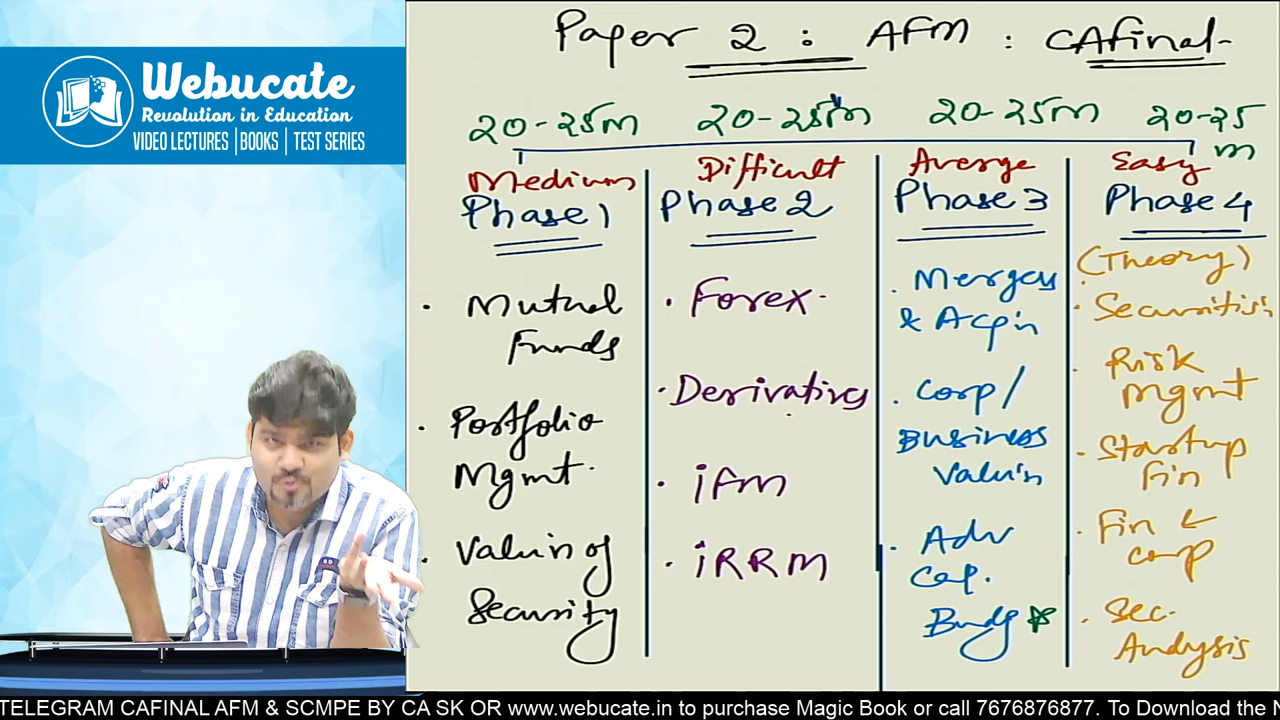 Webucate
Revolution in Education
VIDEO LECTURES | BOOKS | TEST SERIES
Paper 2 : AFM : CAfinal
20-25m 20-25m 20-25m 20-25m
Medium Difficult Averge Easy
Phase 1 Phase 2 Phase 3 Phase 4
• Mutual
Funds
• Portfolio
Mgmt.
• Valu'n of
Security
• Forex.
• Derivatives
• IFM
• IRRM
• Mergers
& Acp'n
• Corp/
Business
Valu'n
• Adv
Cap.
Budg *
(Theory)
• Securitis'n
• Risk
Mgmt
• Startup
Fin
• Fin
Corp
• Sec.
Analysis
TELEGRAM CAFINAL AFM & SCMPE BY CA SK OR www.webucate.in to purchase Magic Book or call 7676876877. To Download the